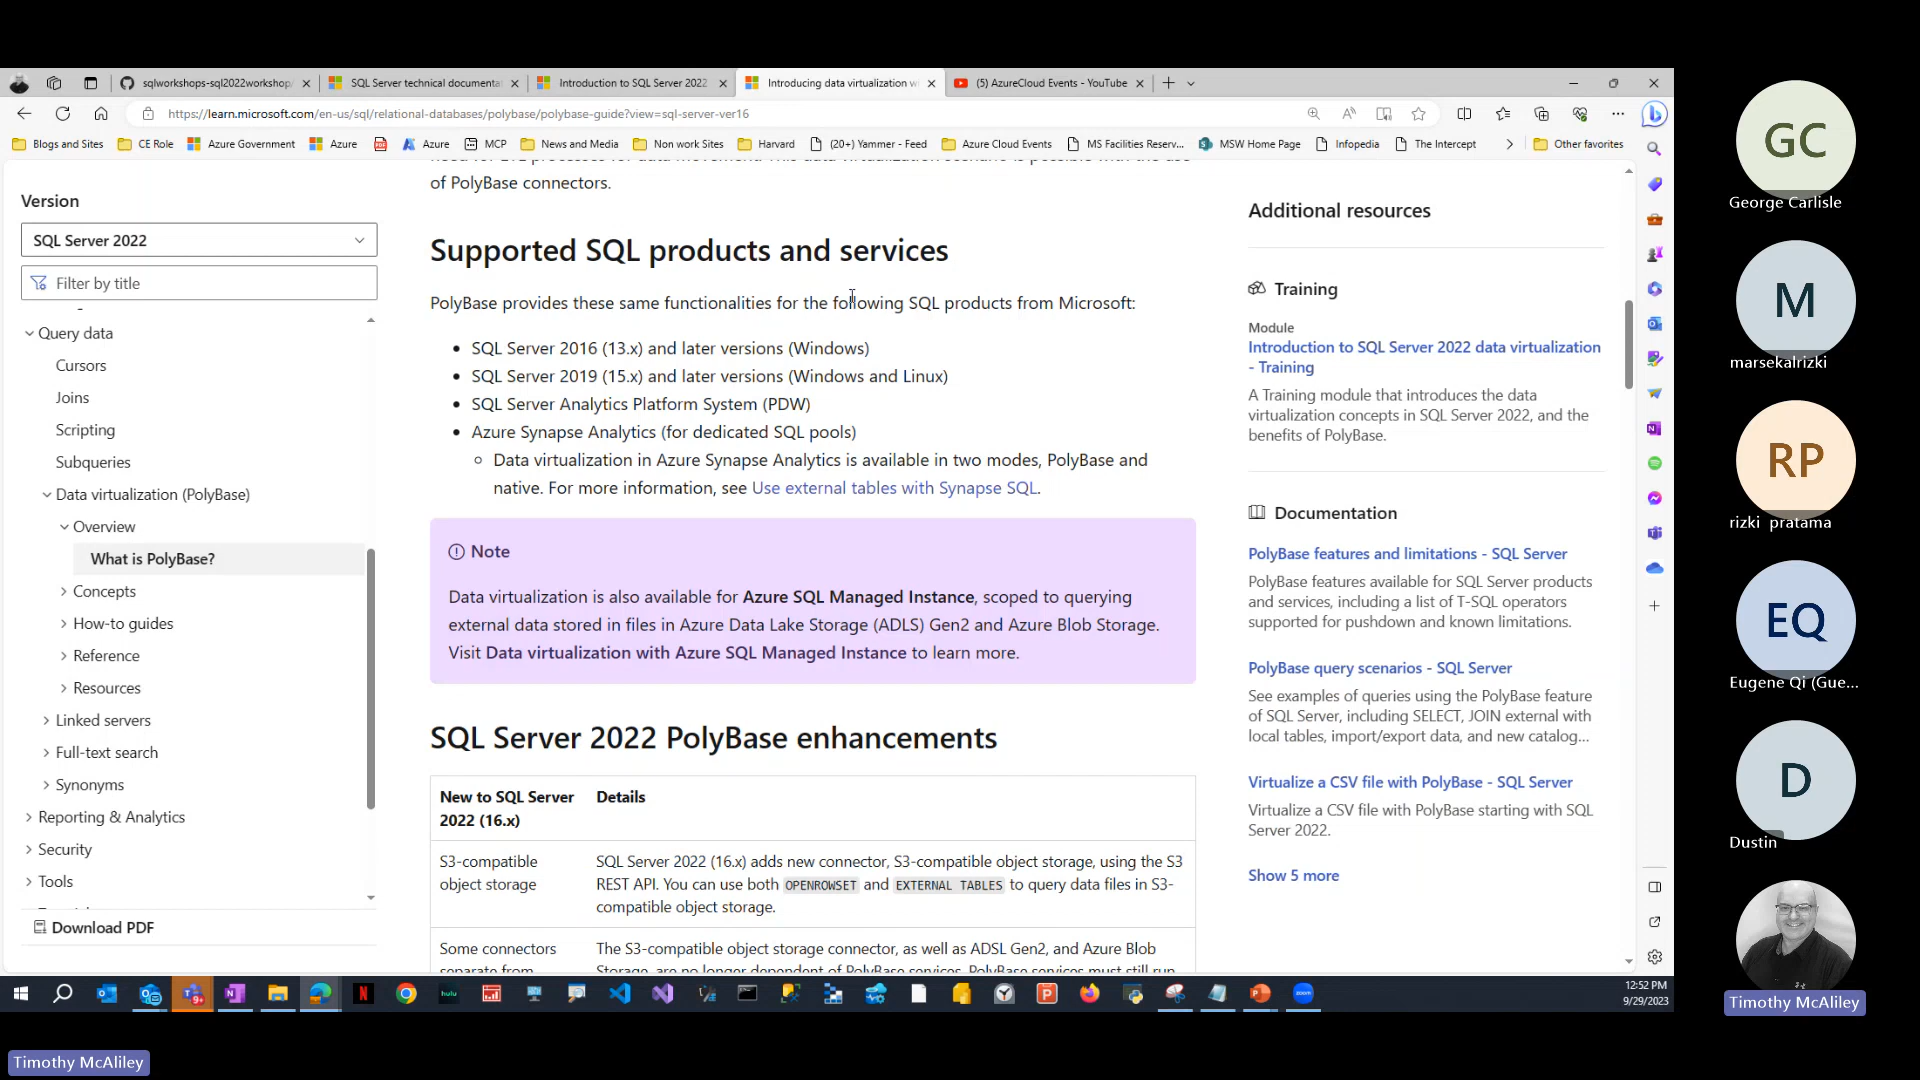 sqlworkshops-sql2022workshop/
SQL Server technical documenta
Introduction to SQL Server 2022
Introducing data virtualization w
(5) AzureCloud Events - YouTube
https://learn.microsoft.com/en-us/sql/relational-databases/polybase/polybase-guide?view=sql-server-ver16
Blogs and Sites
CE Role
Azure Government
Azure
Azure
MCP
News and Media
Non work Sites
Harvard
(20+) Yammer - Feed
Azure Cloud Events
MS Facilities Reserv...
MSW Home Page
Infopedia
The Intercept
Other favorites
Version
SQL Server 2022
Filter by title
Query data
Cursors
Joins
Scripting
Subqueries
Data virtualization (PolyBase)
Overview
What is PolyBase?
Concepts
How-to guides
Reference
Resources
Linked servers
Full-text search
Synonyms
Reporting & Analytics
Security
Tools
Download PDF
of PolyBase connectors.
Supported SQL products and services
PolyBase provides these same functionalities for the following SQL products from Microsoft:
• SQL Server 2016 (13.x) and later versions (Windows)
• SQL Server 2019 (15.x) and later versions (Windows and Linux)
• SQL Server Analytics Platform System (PDW)
• Azure Synapse Analytics (for dedicated SQL pools)
○ Data virtualization in Azure Synapse Analytics is available in two modes, PolyBase and
native. For more information, see Use external tables with Synapse SQL.
Note
Data virtualization is also available for Azure SQL Managed Instance, scoped to querying
external data stored in files in Azure Data Lake Storage (ADLS) Gen2 and Azure Blob Storage.
Visit Data virtualization with Azure SQL Managed Instance to learn more.
SQL Server 2022 PolyBase enhancements
New to SQL Server
2022 (16.x)
Details
S3-compatible
object storage
SQL Server 2022 (16.x) adds new connector, S3-compatible object storage, using the S3
REST API. You can use both OPENROWSET and EXTERNAL TABLES to query data files in S3-
compatible object storage.
Some connectors
separate from
The S3-compatible object storage connector, as well as ADSL Gen2, and Azure Blob
Storage, are no longer dependent of PolyBase services. PolyBase services must still run
Additional resources
Training
Module
Introduction to SQL Server 2022 data virtualization
- Training
A Training module that introduces the data
virtualization concepts in SQL Server 2022, and the
benefits of PolyBase.
Documentation
PolyBase features and limitations - SQL Server
PolyBase features available for SQL Server products
and services, including a list of T-SQL operators
supported for pushdown and known limitations.
PolyBase query scenarios - SQL Server
See examples of queries using the PolyBase feature
of SQL Server, including SELECT, JOIN external with
local tables, import/export data, and new catalog...
Virtualize a CSV file with PolyBase - SQL Server
Virtualize a CSV file with PolyBase starting with SQL
Server 2022.
Show 5 more
hulu
zoom
12:52 PM
9/29/2023
GC
George Carlisle
M
marsekalrizki
RP
rizki pratama
EQ
Eugene Qi (Gue...
D
Dustin
Timothy McAliley
Timothy McAliley